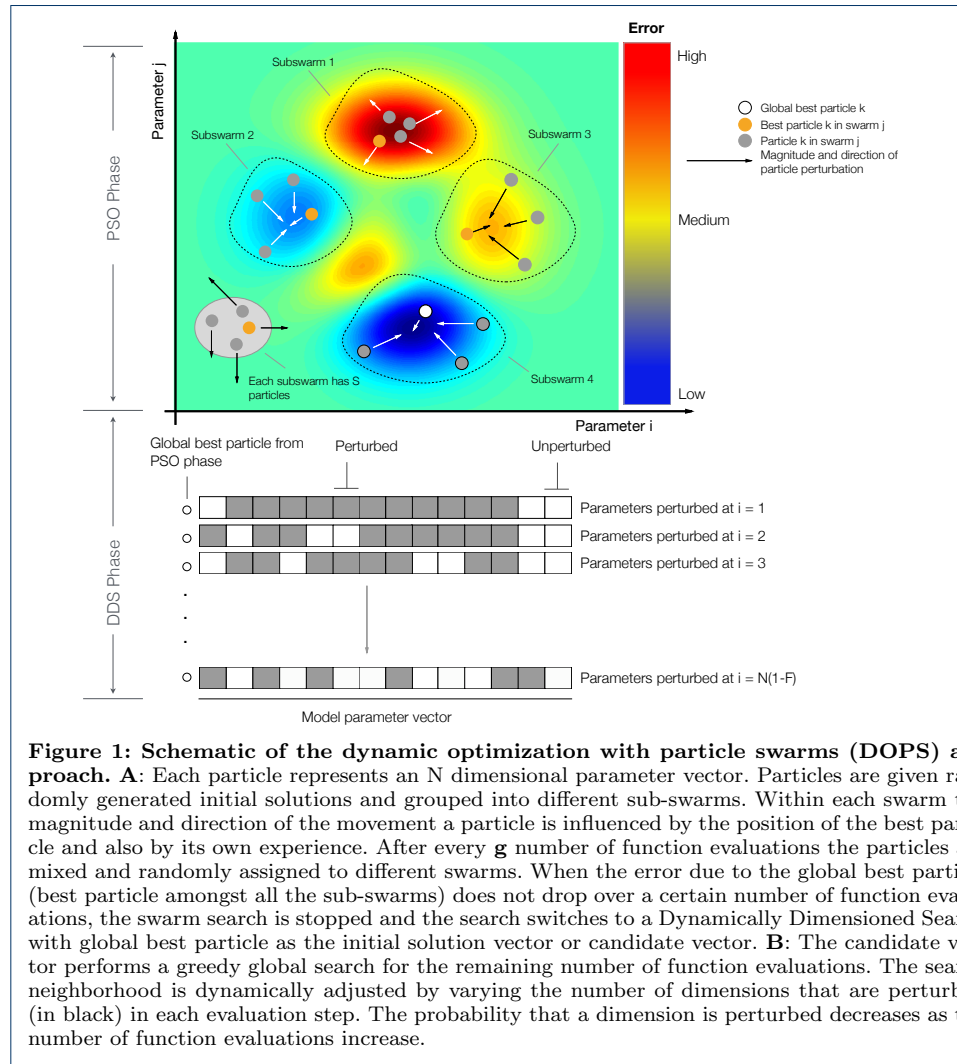 Error
High
Medium
Low
Parameter j
Parameter i
PSO Phase
Subswarm 1
Subswarm 2
Subswarm 3
Subswarm 4
Each subswarm has S
particles
Global best particle k
Best particle k in swarm j
Particle k in swarm j
Magnitude and direction of
particle perturbation
DDS Phase
Global best particle from
PSO phase
Perturbed
Unperturbed
Parameters perturbed at i = 1
Parameters perturbed at i = 2
Parameters perturbed at i = 3
Parameters perturbed at i = N(1-F)
Model parameter vector
Figure 1: Schematic of the dynamic optimization with particle swarms (DOPS) a
proach. A: Each particle represents an N dimensional parameter vector. Particles are given ra
domly generated initial solutions and grouped into different sub-swarms. Within each swarm t
magnitude and direction of the movement a particle is influenced by the position of the best par
cle and also by its own experience. After every g number of function evaluations the particles a
mixed and randomly assigned to different swarms. When the error due to the global best partic
(best particle amongst all the sub-swarms) does not drop over a certain number of function eva
ations, the swarm search is stopped and the search switches to a Dynamically Dimensioned Sear
with global best particle as the initial solution vector or candidate vector. B: The candidate v
tor performs a greedy global search for the remaining number of function evaluations. The sear
neighborhood is dynamically adjusted by varying the number of dimensions that are perturb
(in black) in each evaluation step. The probability that a dimension is perturbed decreases as t
number of function evaluations increase.